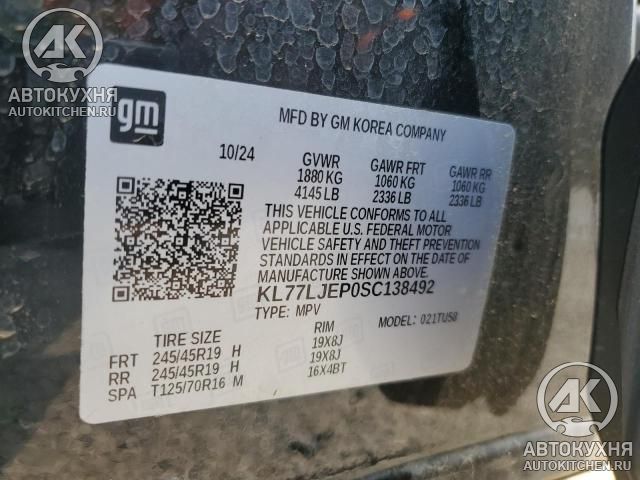 АВТОКУХНЯ
AUTOKITCHEN.RU
gm
MFD BY GM KOREA COMPANY
10/24 GVWR GAWR FRT GAWR RR
1880 KG 1060 KG 1060 KG
4145 LB 2336 LB 2336 LB
THIS VEHICLE CONFORMS TO ALL
APPLICABLE U.S. FEDERAL MOTOR
VEHICLE SAFETY AND THEFT PREVENTION
STANDARDS IN EFFECT ON THE DATE OF
MANUFACTURE SHOWN ABOVE.
KL77LJEP0SC138492
TYPE: MPV MODEL: 021TU58
TIRE SIZE RIM
FRT 245/45R19 H 19X8J
RR 245/45R19 H 19X8J
SPA T125/70R16 M 16X4BT
АВТОКУХНЯ
AUTOKITCHEN.RU